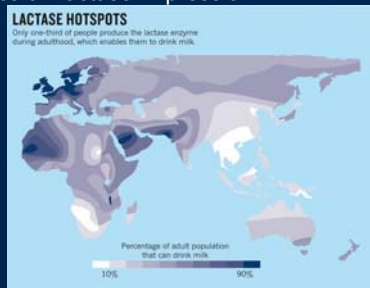 LACTASE HOTSPOTS
Only one-third of people produce the lactase enzyme
during adulthood, which enables them to drink milk.
Percentage of adult population
that can drink milk
10%
90%